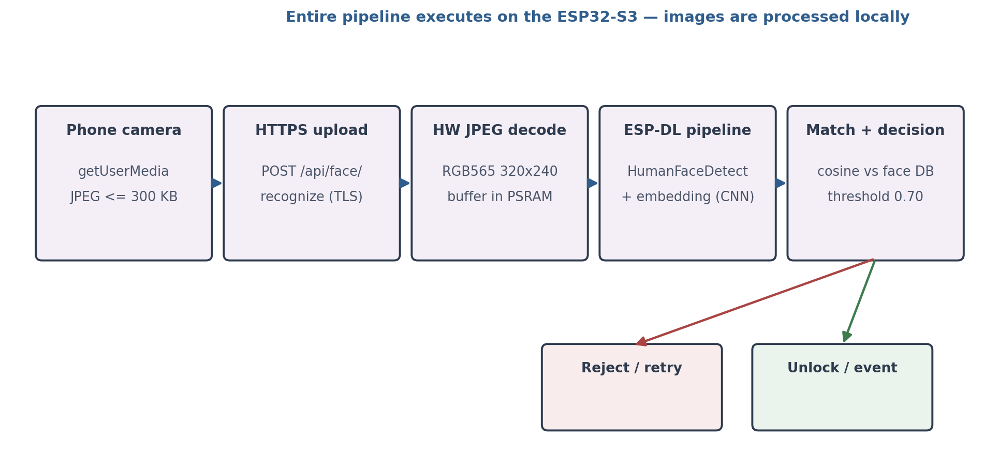 Entire pipeline executes on the ESP32-S3 — images are processed locally
Phone camera
getUserMedia
JPEG <= 300 KB
HTTPS upload
POST /api/face/
recognize (TLS)
HW JPEG decode
RGB565 320x240
buffer in PSRAM
ESP-DL pipeline
HumanFaceDetect
+ embedding (CNN)
Match + decision
cosine vs face DB
threshold 0.70
Reject / retry
Unlock / event